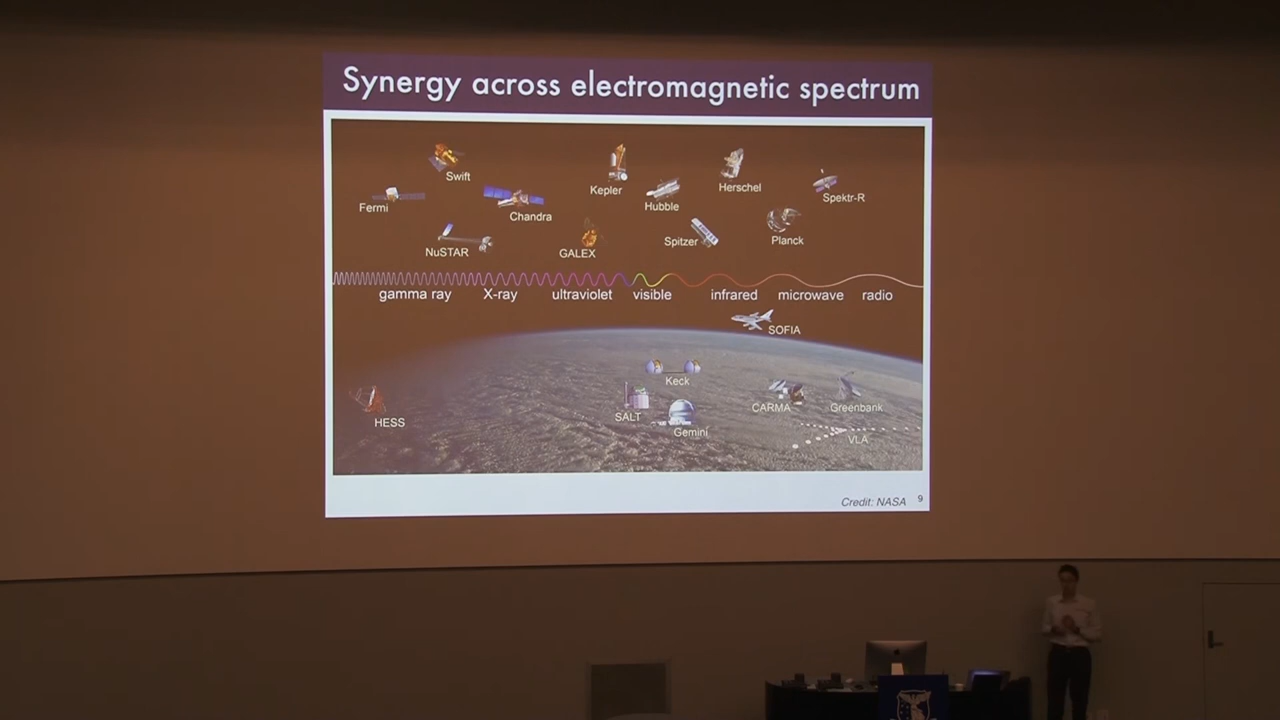 Synergy across electromagnetic spectrum
Swift
Kepler
Herschel
Fermi
Chandra
Hubble
Spektr-R
NuSTAR
GALEX
Spitzer
Planck
gamma ray X-ray ultraviolet visible infrared microwave radio
SOFIA
Keck
HESS
SALT
Gemini
CARMA
Greenbank
VLA
Credit: NASA 9